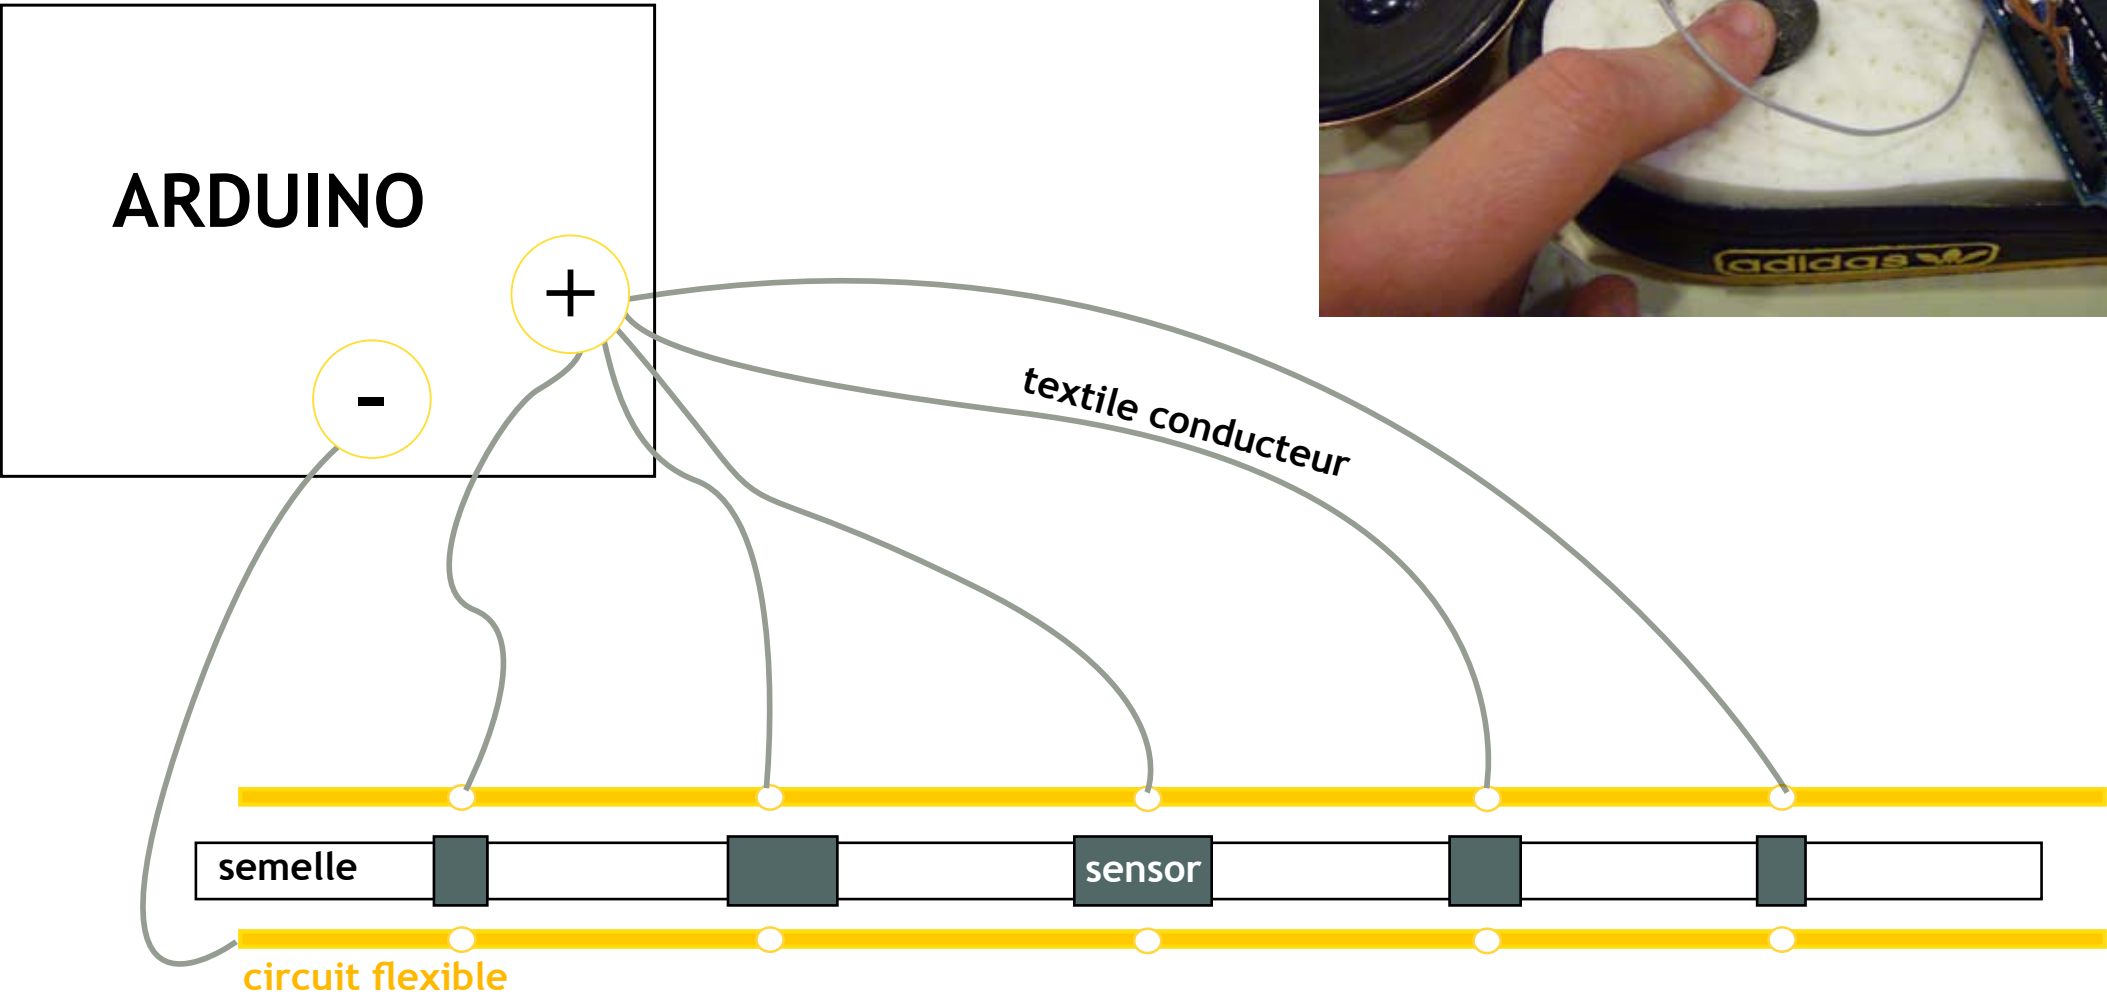 ARDUINO
+
-
adidas
textile conducteur
semelle
sensor
circuit flexible